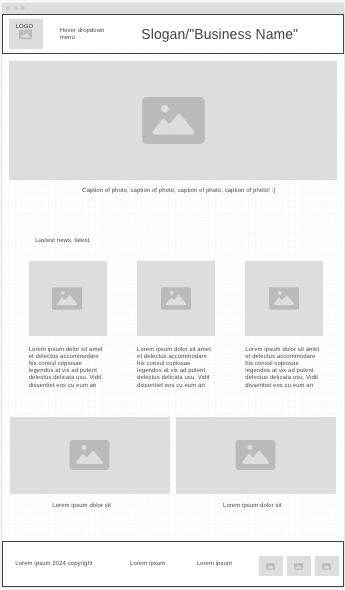 LOGO
Hover dropdown
menu
Slogan/"Business Name"
Caption of photo, caption of photo, caption of photo, caption of photo! :)
Lastest news, latest.
Lorem ipsum dolor sit amet
et delectus accommodare
his consul copiosae
legendos at vix ad putent
delectus delicata usu. Vidit
dissentiet eos cu eum an
Lorem ipsum dolor sit amet
et delectus accommodare
his consul copiosae
legendos at vix ad putent
delectus delicata usu. Vidit
dissentiet eos cu eum an
Lorem ipsum dolor sit amet
et delectus accommodare
his consul copiosae
legendos at vix ad putent
delectus delicata usu. Vidit
dissentiet eos cu eum an
Lorem ipsum dolor sit
Lorem ipsum dolor sit
Lorem ipsum 2024 copyright
Lorem ipsum
Lorem ipsum